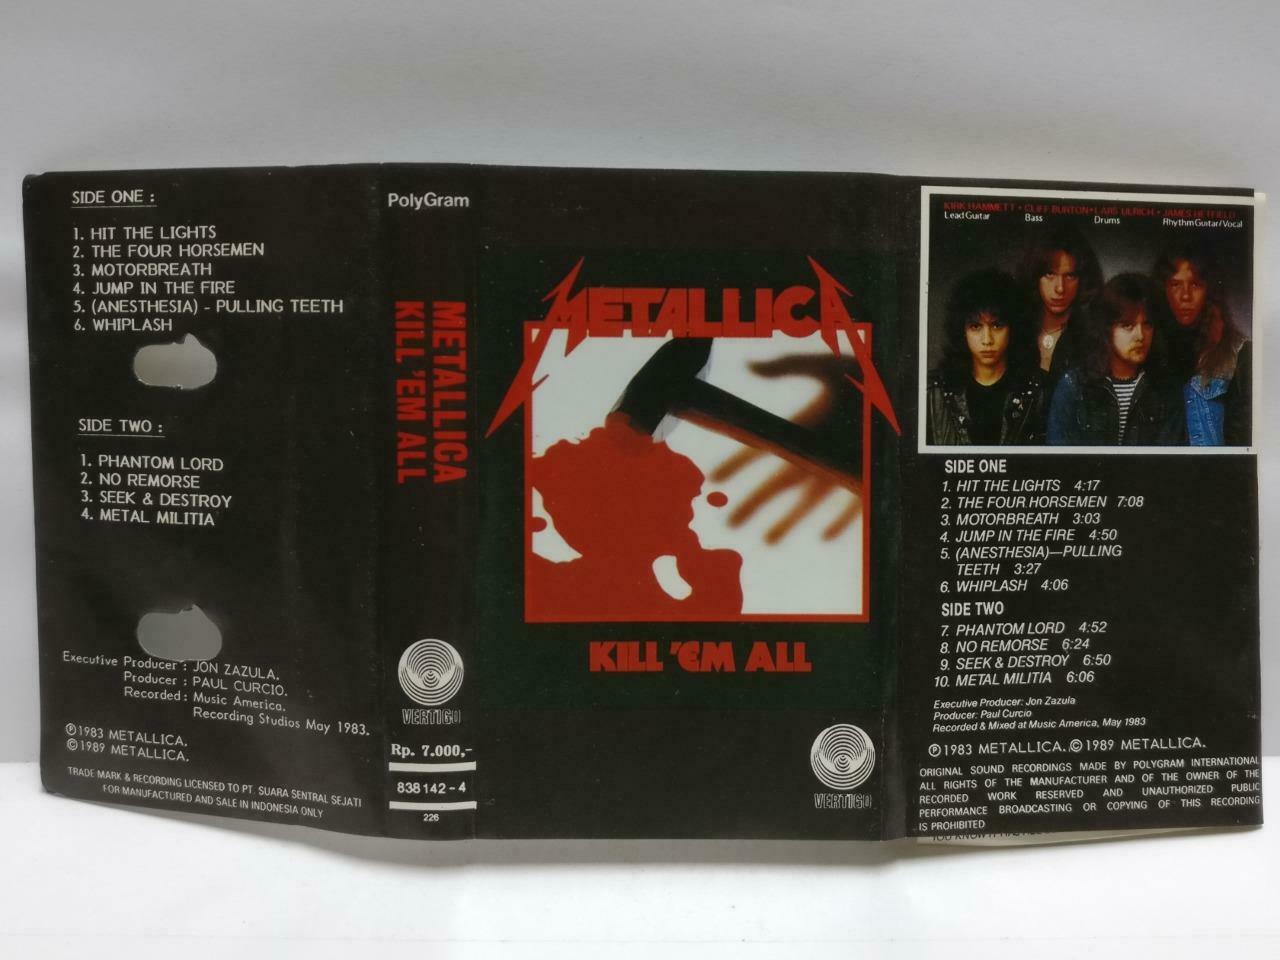 SIDE ONE :
1. HIT THE LIGHTS
2. THE FOUR HORSEMEN
3. MOTORBREATH
4. JUMP IN THE FIRE
5. (ANESTHESIA) - PULLING TEETH
6. WHIPLASH
SIDE TWO :
1. PHANTOM LORD
2. NO REMORSE
3. SEEK & DESTROY
4. METAL MILITIA
Executive Producer : JON ZAZULA.
Producer : PAUL CURCIO.
Recorded : Music America.
Recording Studios May 1983.
Ⓟ1983 METALLICA.
©1989 METALLICA.
TRADE MARK & RECORDING LICENSED TO PT. SUARA SENTRAL SEJATI
FOR MANUFACTURED AND SALE IN INDONESIA ONLY
PolyGram
METALLICA
KILL 'EM ALL
VERTIGO
Rp. 7.000,-
838 142 - 4
226
METALLICA
KILL 'EM ALL
VERTIGO
KIRK HAMMETT • CLIFF BURTON • LARS ULRICH • JAMES HETFIELD
Lead Guitar Bass Drums Rhythm Guitar/Vocal
SIDE ONE
1. HIT THE LIGHTS 4:17
2. THE FOUR HORSEMEN 7:08
3. MOTORBREATH 3:03
4. JUMP IN THE FIRE 4:50
5. (ANESTHESIA)—PULLING
TEETH 3:27
6. WHIPLASH 4:06
SIDE TWO
7. PHANTOM LORD 4:52
8. NO REMORSE 6:24
9. SEEK & DESTROY 6:50
10. METAL MILITIA 6:06
Executive Producer: Jon Zazula
Producer: Paul Curcio
Recorded & Mixed at Music America, May 1983
Ⓟ1983 METALLICA. ©1989 METALLICA.
ORIGINAL SOUND RECORDINGS MADE BY POLYGRAM INTERNATIONAL
ALL RIGHTS OF THE MANUFACTURER AND OF THE OWNER OF THE
RECORDED WORK RESERVED AND UNAUTHORIZED PUBLIC
PERFORMANCE BROADCASTING OR COPYING OF THIS RECORDING
IS PROHIBITED